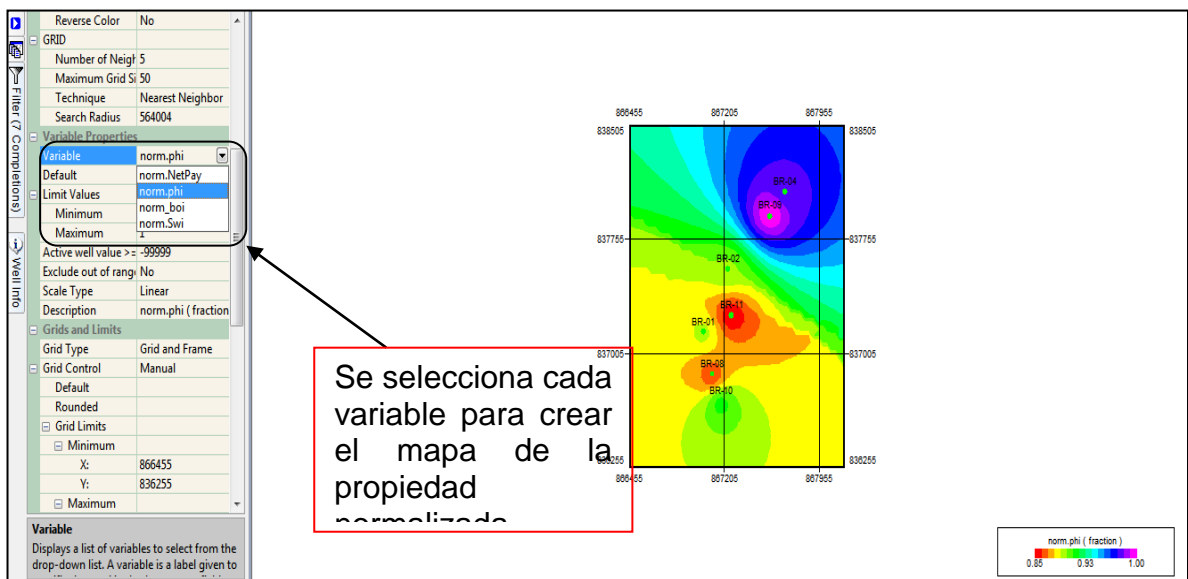 Reverse Color No
GRID
Number of Neigh 5
Maximum Grid Si 50
Technique Nearest Neighbor
Search Radius 564004
Variable Properties
Variable norm.phi
Default norm.NetPay
norm.phi
Limit Values
norm_boi
Minimum
norm.Swi
Maximum 1
Active well value >= -99999
Exclude out of rang No
Scale Type Linear
Description norm.phi ( fraction
Grids and Limits
Grid Type Grid and Frame
Grid Control Manual
Default
Rounded
Grid Limits
Minimum
X: 866455
Y: 836255
Maximum
Variable
Displays a list of variables to select from the
drop-down list. A variable is a label given to
Filter (7 Completions)
Well Info
Se selecciona cada
variable para crear
el mapa de la
propiedad
normalizada
866455 867205 867955
838505 838505
BR-04
BR-09
837755 837755
BR-02
BR-11
BR-01
837005 837005
BR-08
BR-10
836255
866455 867205 867955
norm.phi ( fraction )
0.85 0.93 1.00